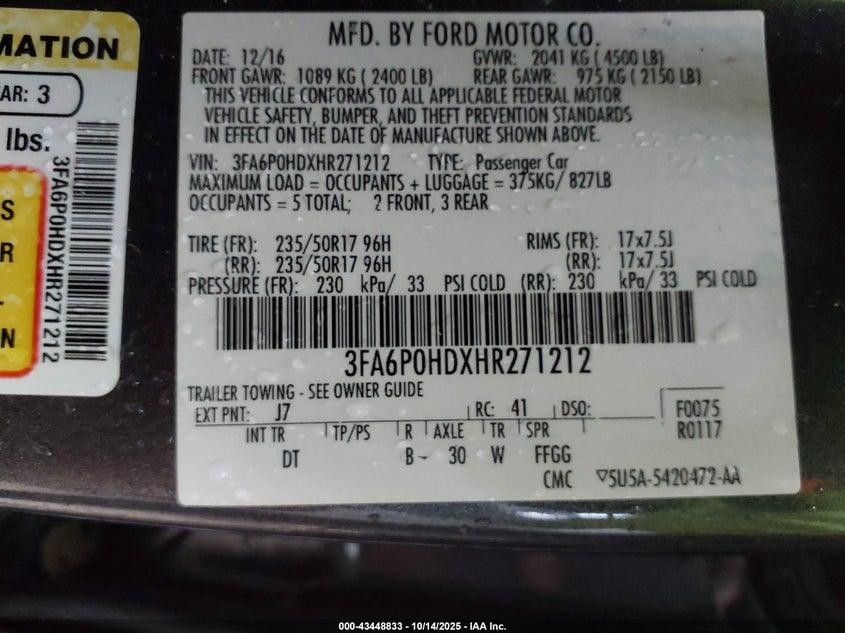 MATION
AR: 3
lbs.
S
R
N
3FA6P0HDXHR271212
MFD. BY FORD MOTOR CO.
DATE: 12/16 GVWR: 2041 KG ( 4500 LB)
FRONT GAWR: 1089 KG ( 2400 LB) REAR GAWR: 975 KG ( 2150 LB)
THIS VEHICLE CONFORMS TO ALL APPLICABLE FEDERAL MOTOR
VEHICLE SAFETY, BUMPER, AND THEFT PREVENTION STANDARDS
IN EFFECT ON THE DATE OF MANUFACTURE SHOWN ABOVE.
VIN: 3FA6P0HDXHR271212 TYPE: Passenger Car
MAXIMUM LOAD = OCCUPANTS + LUGGAGE = 375KG/ 827LB
OCCUPANTS = 5 TOTAL; 2 FRONT, 3 REAR
TIRE (FR): 235/50R17 96H RIMS (FR): 17x7.5J
(RR): 235/50R17 96H (RR): 17x7.5J
PRESSURE (FR): 230 kPa/ 33 PSI COLD (RR): 230 kPa/ 33 PSI COLD
3FA6P0HDXHR271212
TRAILER TOWING - SEE OWNER GUIDE
EXT PNT: J7 RC: 41 DSO: F0075
INT TR TP/PS R AXLE TR SPR R0117
DT B- 30 W FFGG
CMC ▽5U5A-5420472-AA
000-43448833 - 10/14/2025 - IAA Inc.